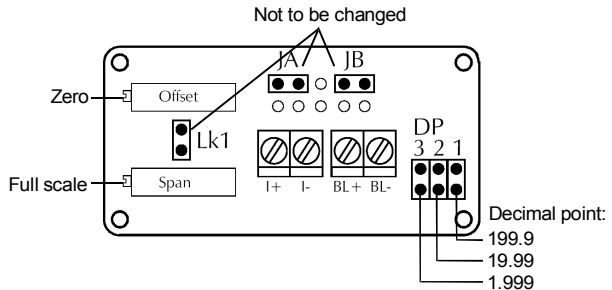 Not to be changed
JA JB
Zero
Offset
Lk1
DP
3 2 1
Full scale
Span
I+ I- BL+ BL-
Decimal point:
199.9
19.99
1.999